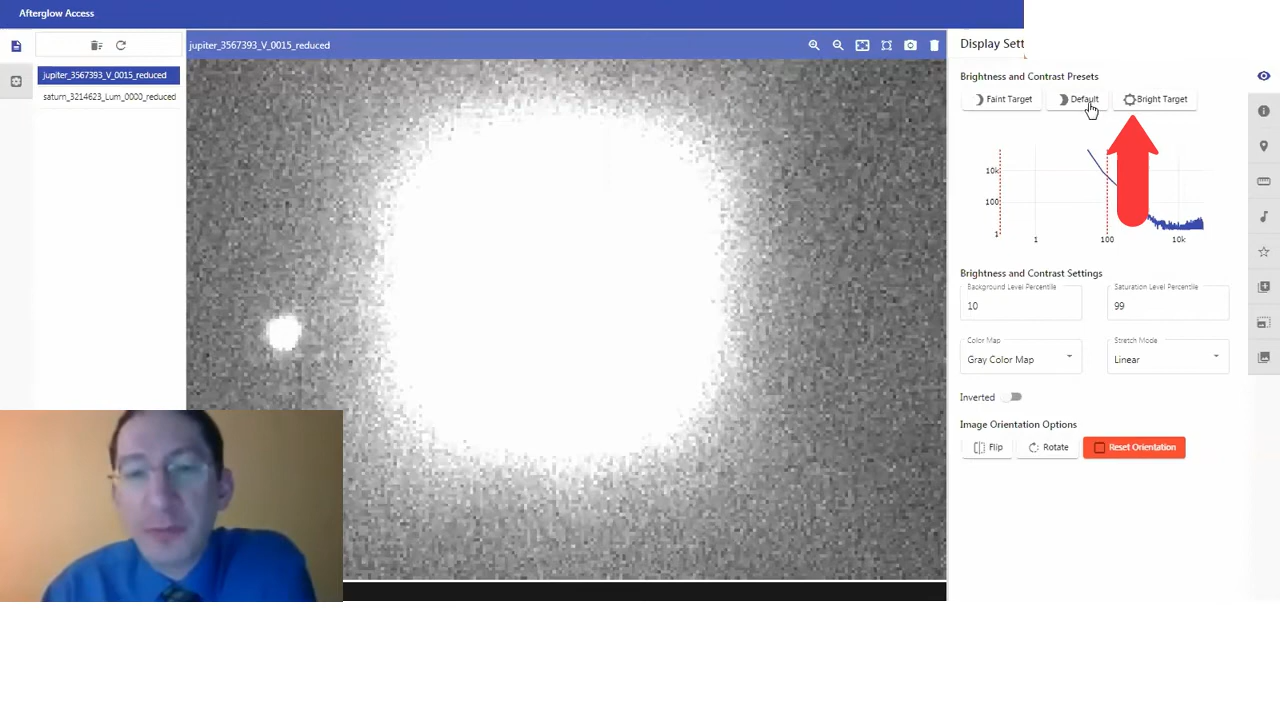 Afterglow Access
jupiter_3567393_V_0015_reduced
saturn_3214623_Lum_0000_reduced
jupiter_3567393_V_0015_reduced
Display Sett
Brightness and Contrast Presets
Faint Target
Default
Bright Target
10k
100
1
1
100
10k
Brightness and Contrast Settings
Background Level Percentile
10
Saturation Level Percentile
99
Color Map
Gray Color Map
Stretch Mode
Linear
Inverted
Image Orientation Options
Flip
Rotate
Reset Orientation